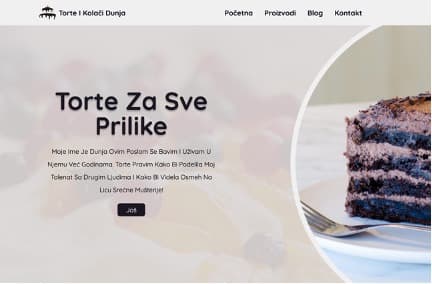 Torte I Kolači Dunja
Početna Proizvodi Blog Kontakt
Torte Za Sve
Prilike
Moje Ime Je Dunja Ovim Poslom Se Bavim I Uživam U
Njemu Već Godinama. Torte Pravim Kako Bi Podelila Moj
Talenat Sa Drugim Ljudima I Kako Bi Videla Osmeh Na
Licu Srećne Mušterije!
Još